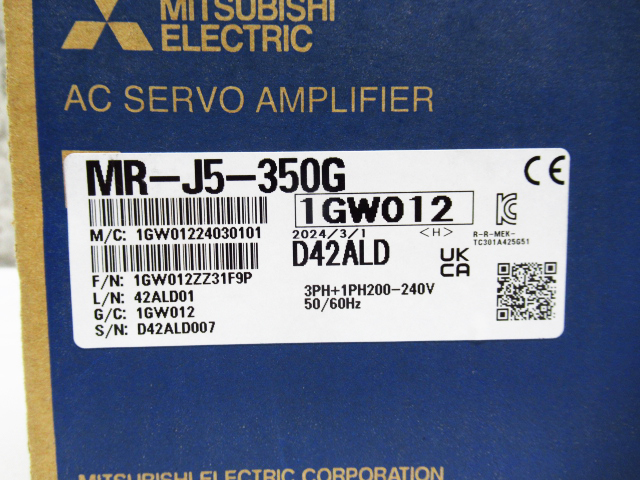 MITSUBISHI
ELECTRIC
AC SERVO AMPLIFIER
MR-J5-350G
1GW012
M/C: 1GW01224030101
2024/3/1 <H>
D42ALD
R-R-MEK-
TC301A425G51
UK
CA
F/N: 1GW012ZZ31F9P
L/N: 42ALD01
G/C: 1GW012
S/N: D42ALD007
3PH+1PH200-240V
50/60Hz
CE
MITSUBISHI ELECTRIC CORPORATION